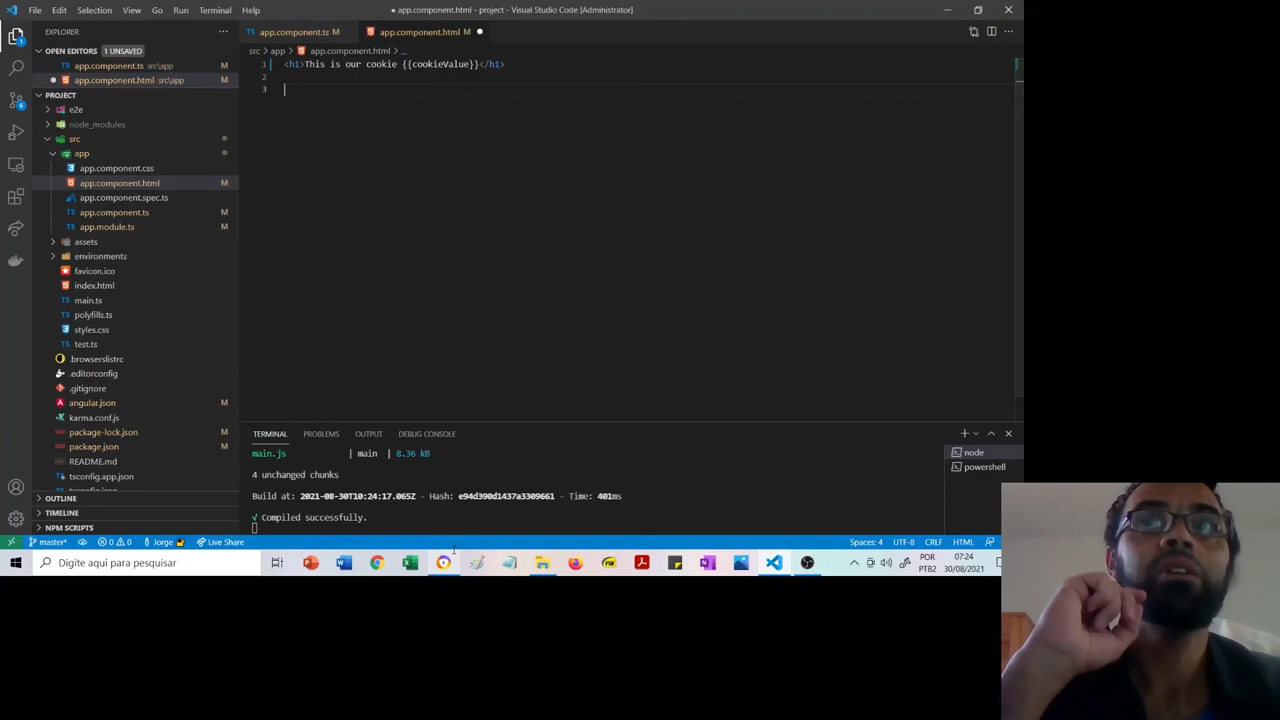 File Edit Selection View Go Run Terminal Help
● app.component.html - project - Visual Studio Code [Administrator]
EXPLORER
OPEN EDITORS 1 UNSAVED
app.component.ts src\app
app.component.html src\app
PROJECT
e2e
node_modules
src
app
app.component.css
app.component.html M
app.component.spec.ts
app.component.ts M
app.module.ts M
assets
environments
favicon.ico
index.html
main.ts
polyfills.ts
styles.css
test.ts
.browserslistrc
.editorconfig
.gitignore
angular.json M
karma.conf.js
package-lock.json M
package.json M
README.md
tsconfig.app.json
OUTLINE
TIMELINE
NPM SCRIPTS
app.component.ts M
app.component.html M
src > app > app.component.html > ...
1 <h1>This is our cookie {{cookieValue}}</h1>
2
3
TERMINAL PROBLEMS OUTPUT DEBUG CONSOLE
main.js | main | 8.36 kB
4 unchanged chunks
Build at: 2021-08-30T10:24:17.065Z - Hash: e94d390d1437a3309661 - Time: 401ms
√ Compiled successfully.
node
powershell
master* 0 0 Jorge Live Share
Spaces: 4 UTF-8 CRLF HTML
Digite aqui para pesquisar
POR
PTB2
07:24
30/08/2021